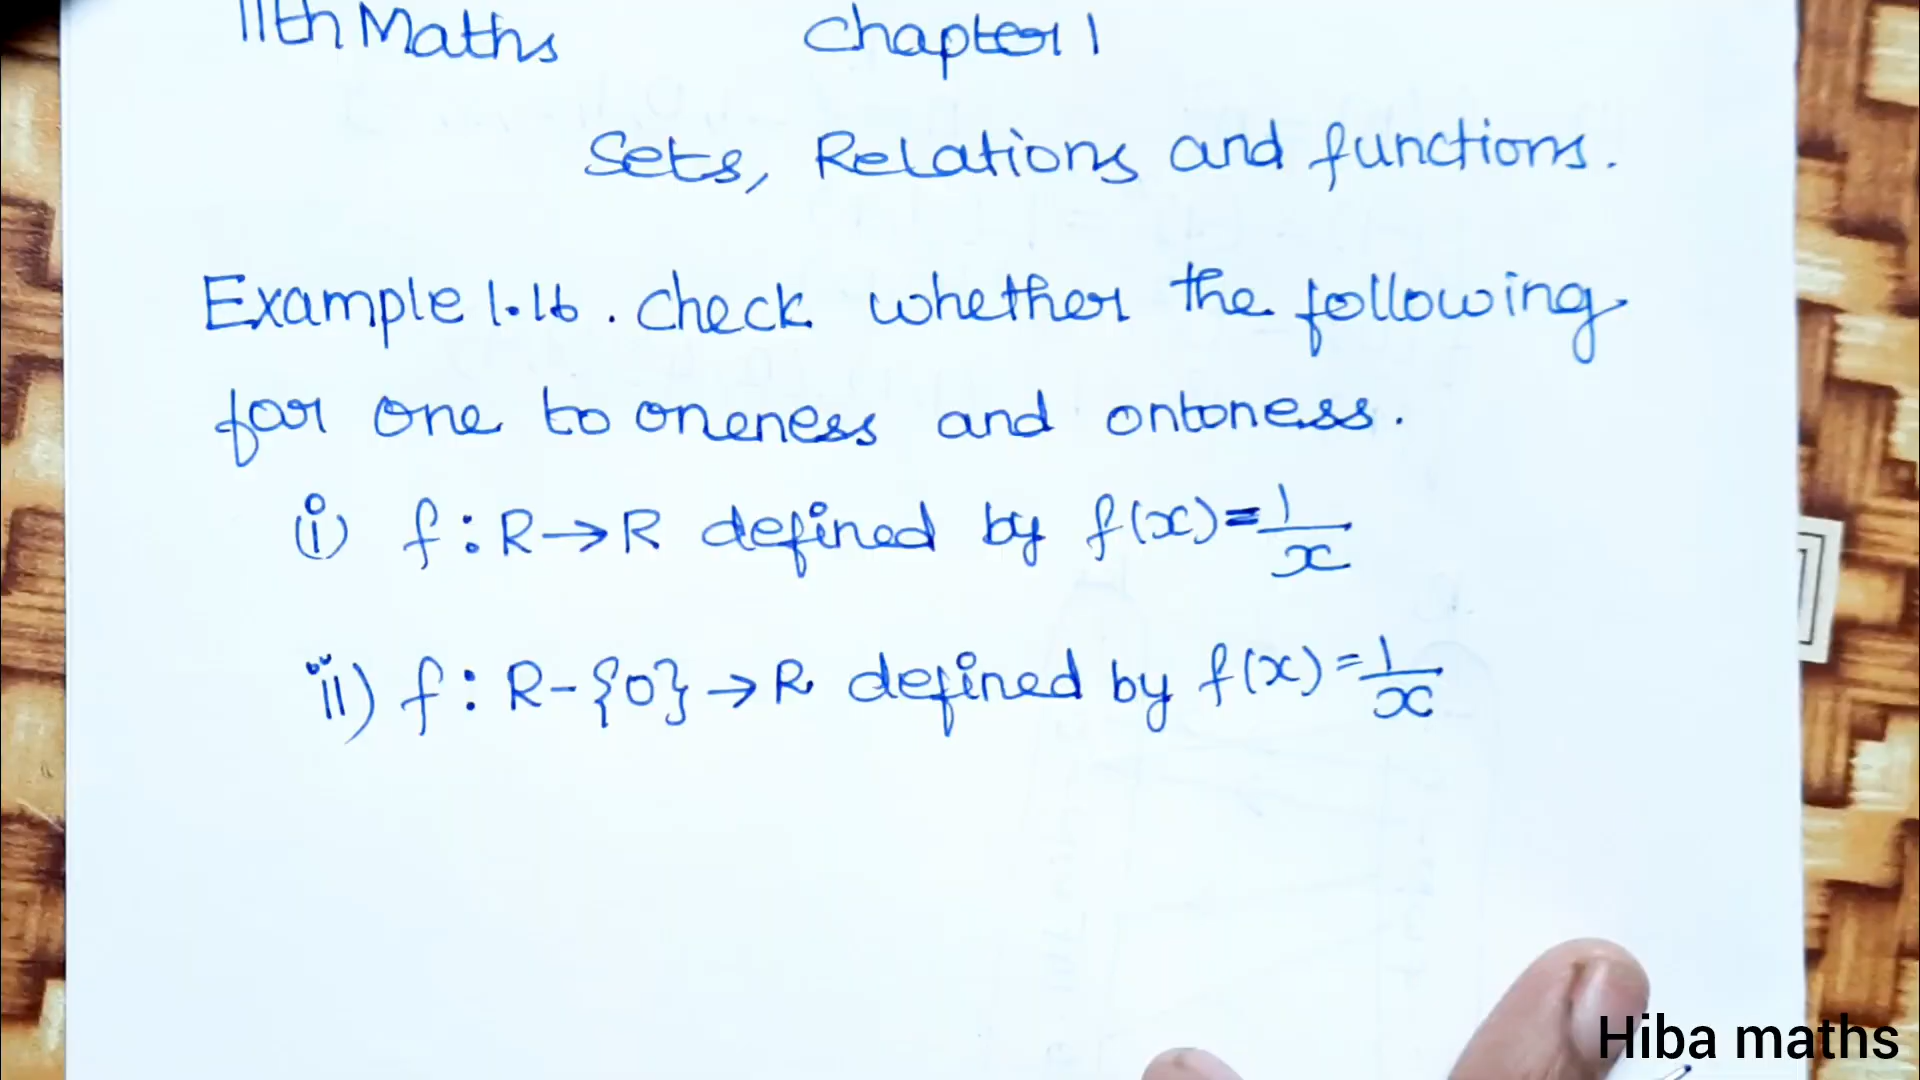 11th Maths Chapter 1
Sets, Relations and functions.
Example 1.16. Check whether the following
for one to oneness and ontoness.
(i) f : R → R defined by f(x) = 1/x
ii) f : R - {0} → R defined by f(x) = 1/x
Hiba maths